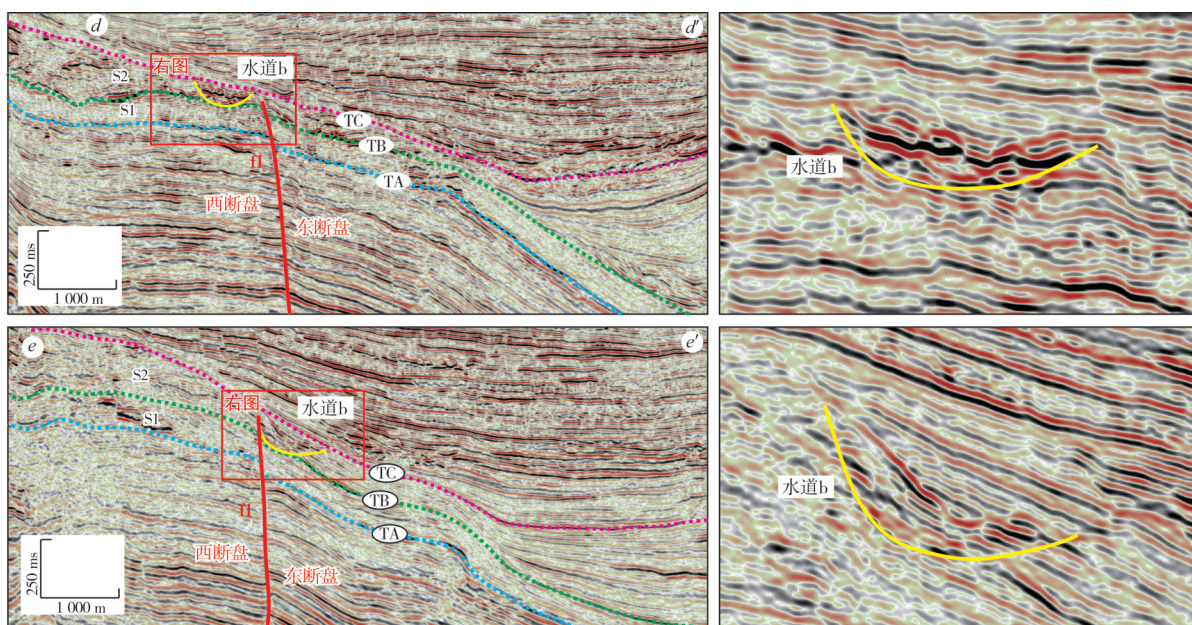 d
d′
右图
水道b
S2
S1
TC
TB
TA
f1
西断盘
东断盘
250 ms
1 000 m
水道b
e
e′
S2
右图
水道b
S1
TC
TB
TA
f1
西断盘
东断盘
250 ms
1 000 m
水道b